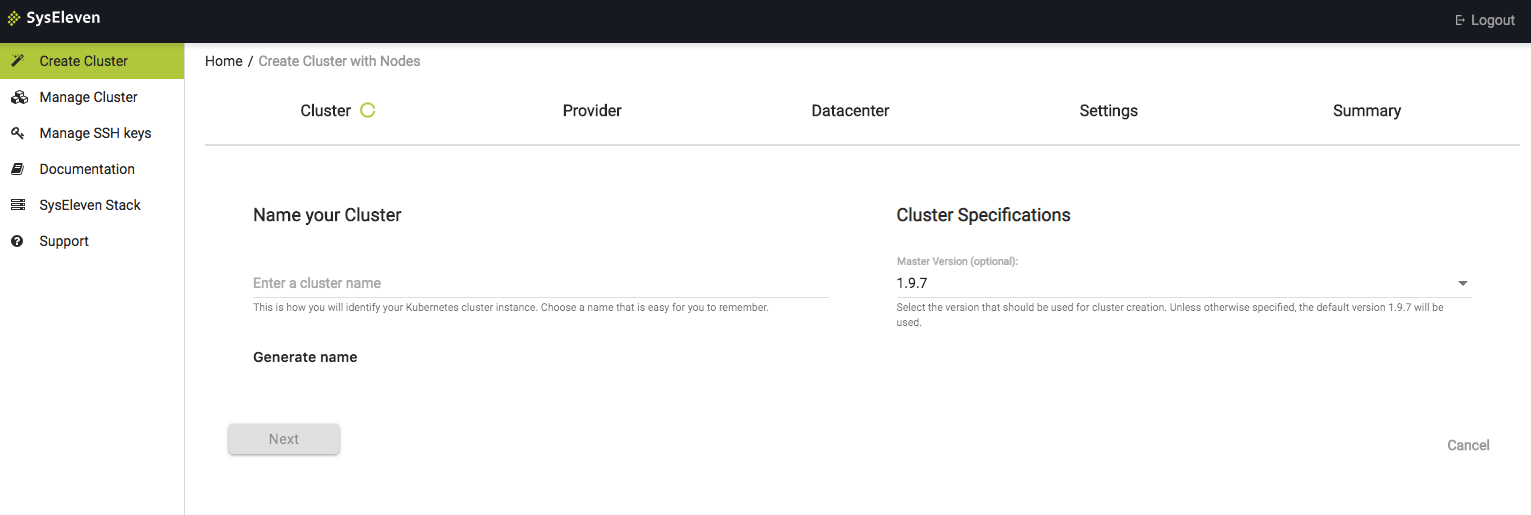 SysEleven
Logout
Create Cluster
Manage Cluster
Manage SSH keys
Documentation
SysEleven Stack
Support
Home / Create Cluster with Nodes
Cluster
Provider
Datacenter
Settings
Summary
Name your Cluster
Enter a cluster name
This is how you will identify your Kubernetes cluster instance. Choose a name that is easy for you to remember.
Generate name
Cluster Specifications
Master Version (optional):
1.9.7
Select the version that should be used for cluster creation. Unless otherwise specified, the default version 1.9.7 will be
used.
Next
Cancel